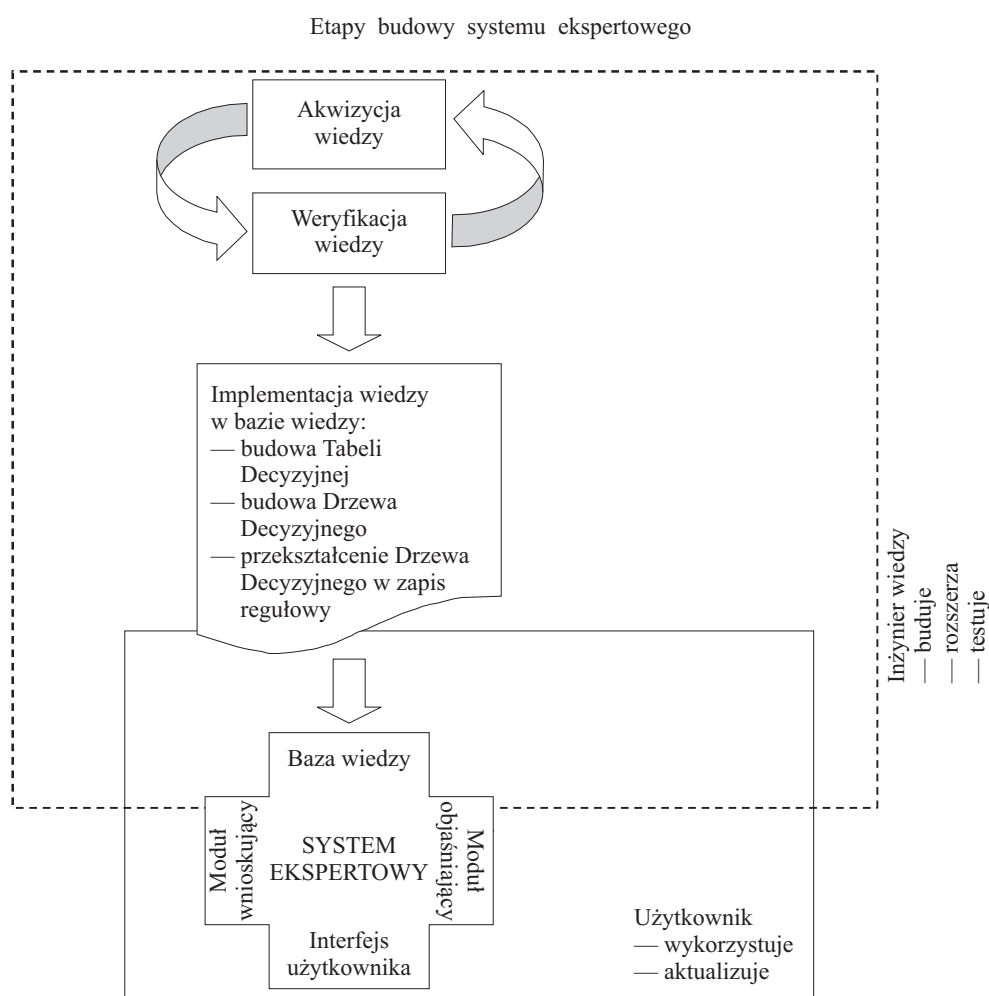 Etapy budowy systemu ekspertowego
Akwizycja
wiedzy
Weryfikacja
wiedzy
Implementacja wiedzy
w bazie wiedzy:
— budowa Tabeli
Decyzyjnej
— budowa Drzewa
Decyzyjnego
— przekształcenie Drzewa
Decyzyjnego w zapis
regułowy
Inżynier wiedzy
— buduje
— rozszerza
— testuje
Baza wiedzy
Moduł
wnioskujący
SYSTEM
EKSPERTOWY
Moduł
objaśniający
Interfejs
użytkownika
Użytkownik
— wykorzystuje
— aktualizuje